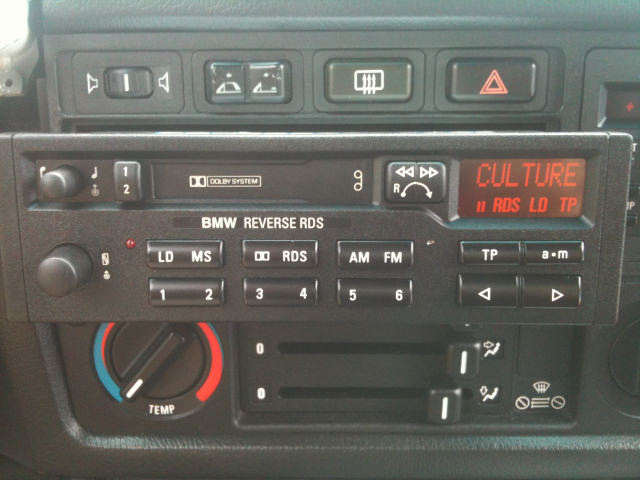 1
2
DOLBY SYSTEM
R
CULTURE
II RDS LD TP
BMW REVERSE RDS
LD MS
RDS
AM FM
TP
a•m
1 2
3 4
5 6
0
0
TEMP